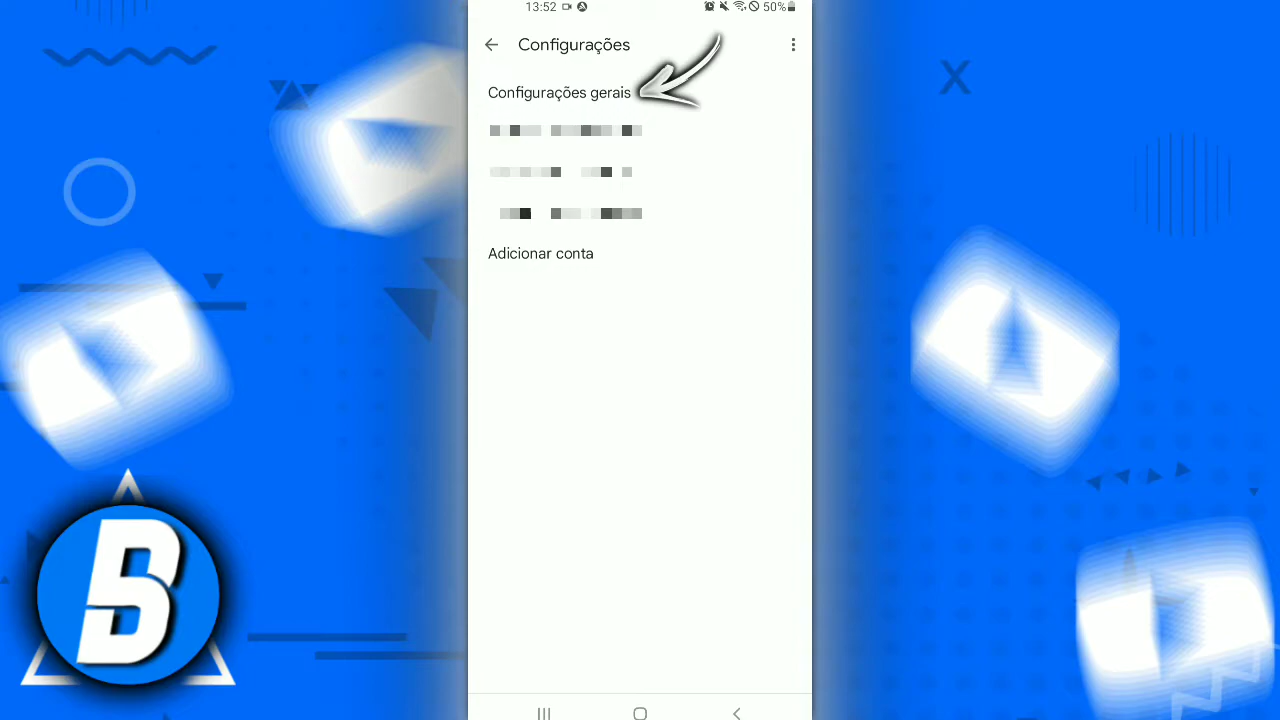 13:52
50%
Configurações
Configurações gerais
Adicionar conta
B